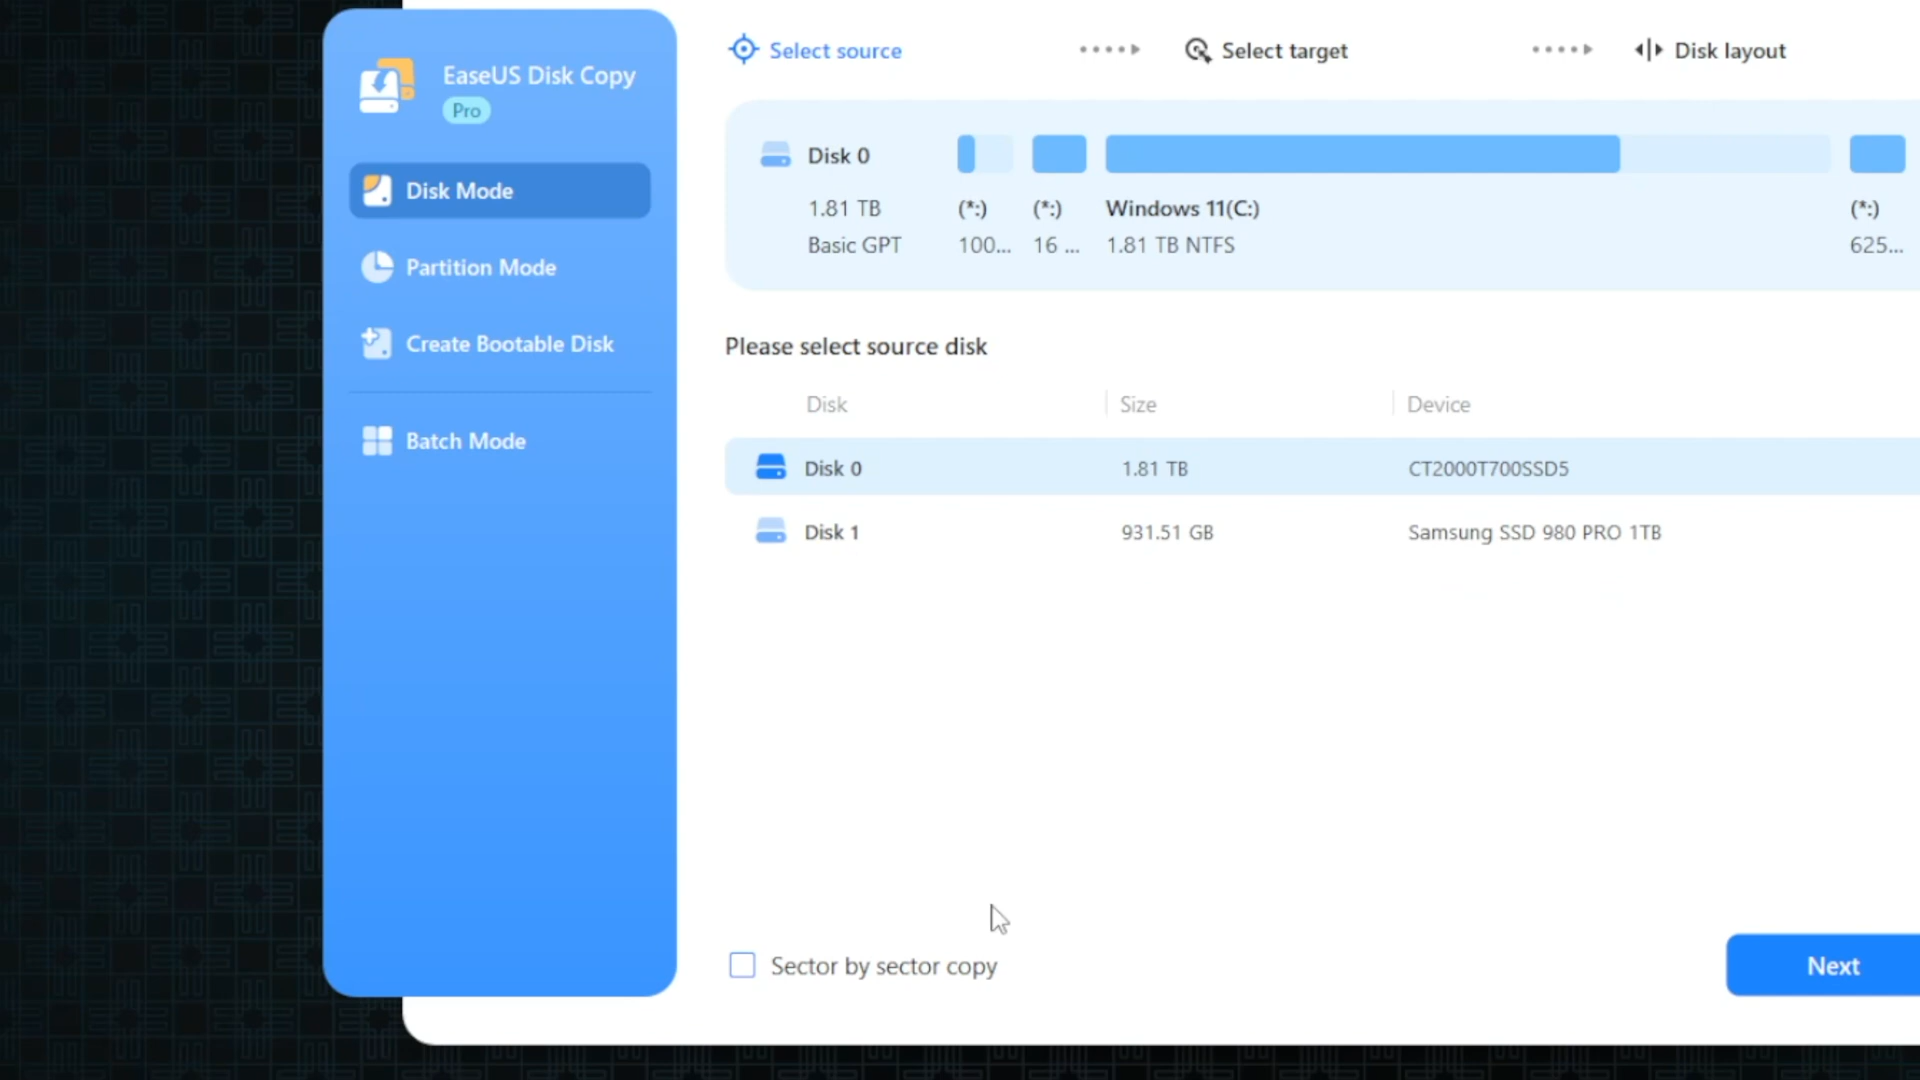 EaseUS Disk Copy
Pro
Disk Mode
Partition Mode
Create Bootable Disk
Batch Mode
Select source
Select target
Disk layout
Disk 0
1.81 TB
Basic GPT
(*:)
100...
(*:)
16 ...
Windows 11(C:)
1.81 TB NTFS
(*:)
625...
Please select source disk
Disk Size Device
Disk 0 1.81 TB CT2000T700SSD5
Disk 1 931.51 GB Samsung SSD 980 PRO 1TB
Sector by sector copy
Next